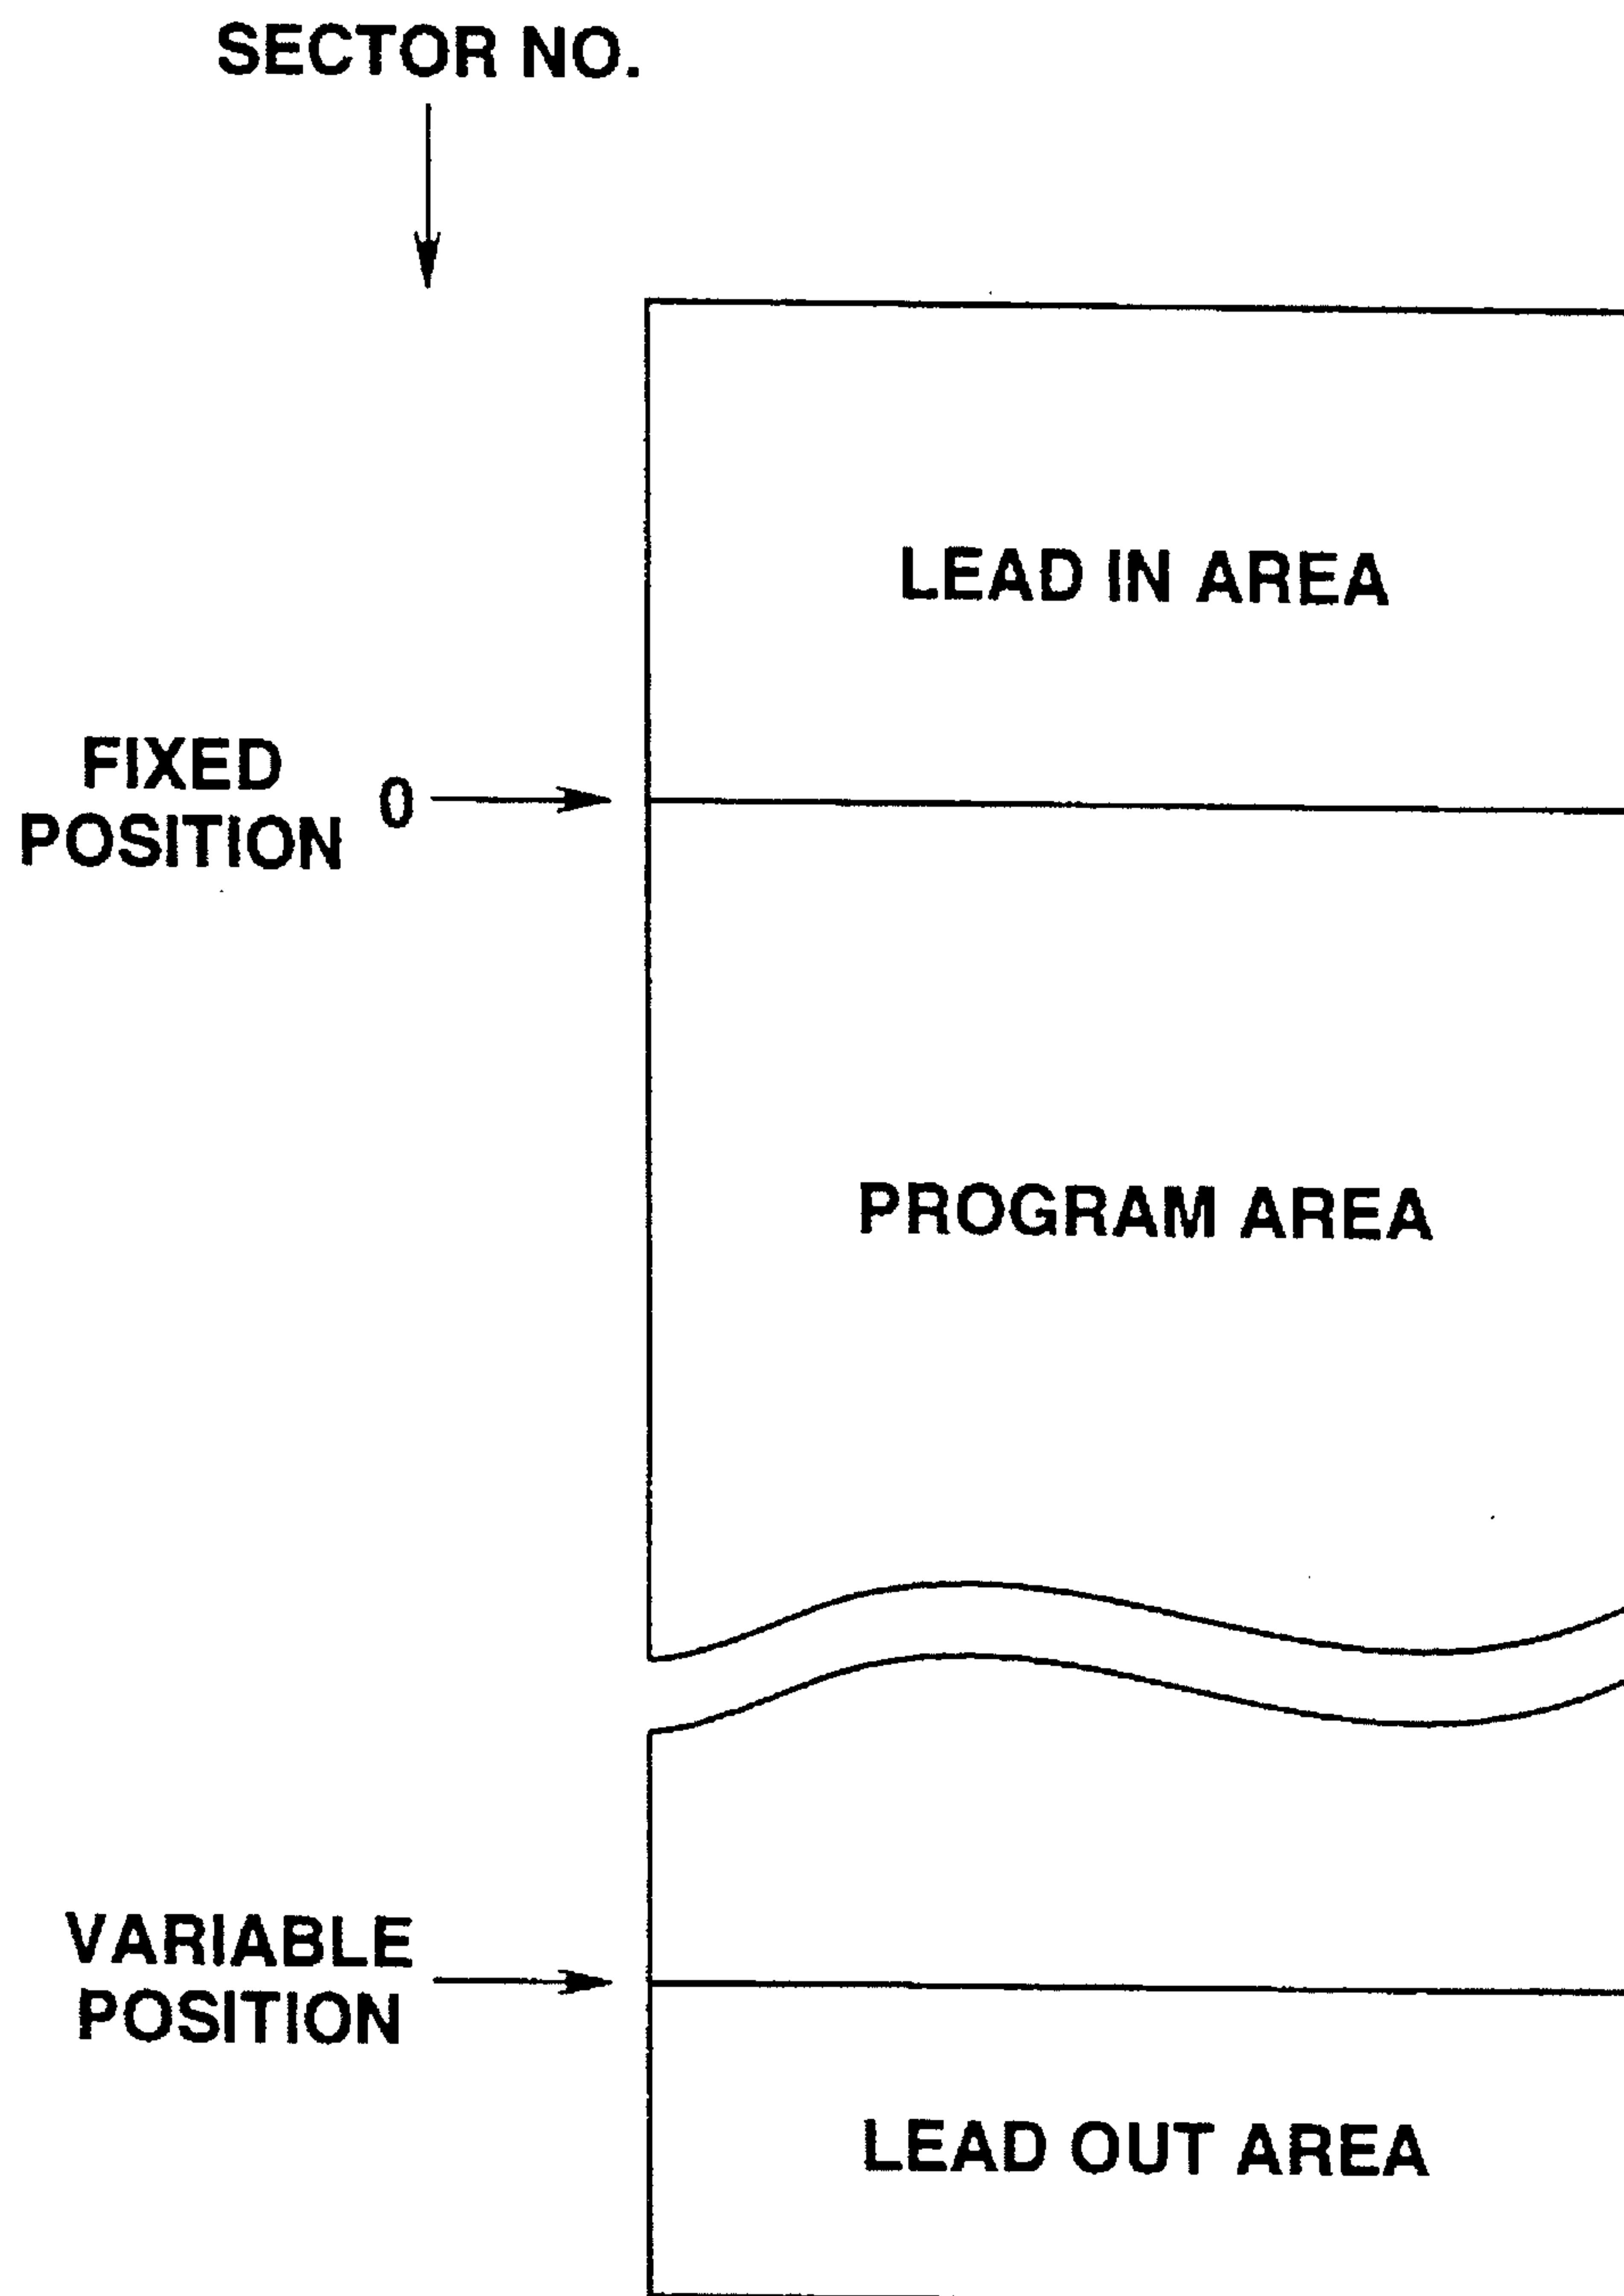 SECTOR NO.
LEAD IN AREA
FIXED
POSITION
0
PROGRAM AREA
VARIABLE
POSITION
LEAD OUT AREA